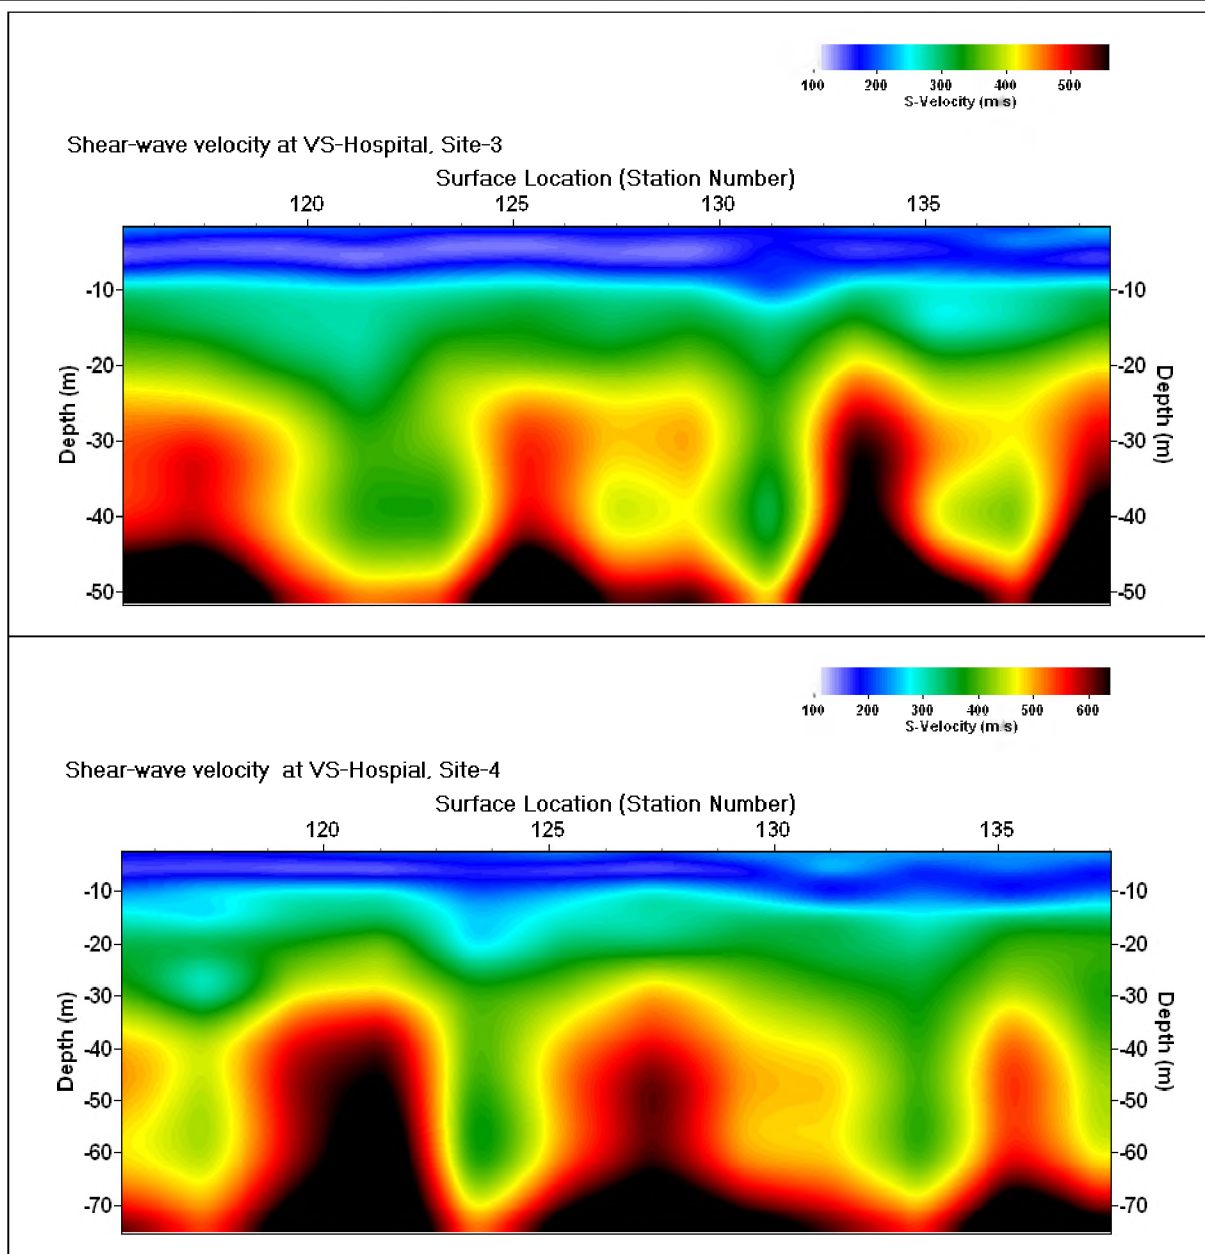 100 200 300 400 500
S-Velocity (m/s)
Shear-wave velocity at VS-Hospital, Site-3
Surface Location (Station Number)
120 125 130 135
-10 -10
-20 -20
Depth (m) Depth (m)
-30 -30
-40 -40
-50 -50
100 200 300 400 500 600
S-Velocity (m/s)
Shear-wave velocity at VS-Hospial, Site-4
Surface Location (Station Number)
120 125 130 135
-10 -10
-20 -20
-30 -30
Depth (m) Depth (m)
-40 -40
-50 -50
-60 -60
-70 -70